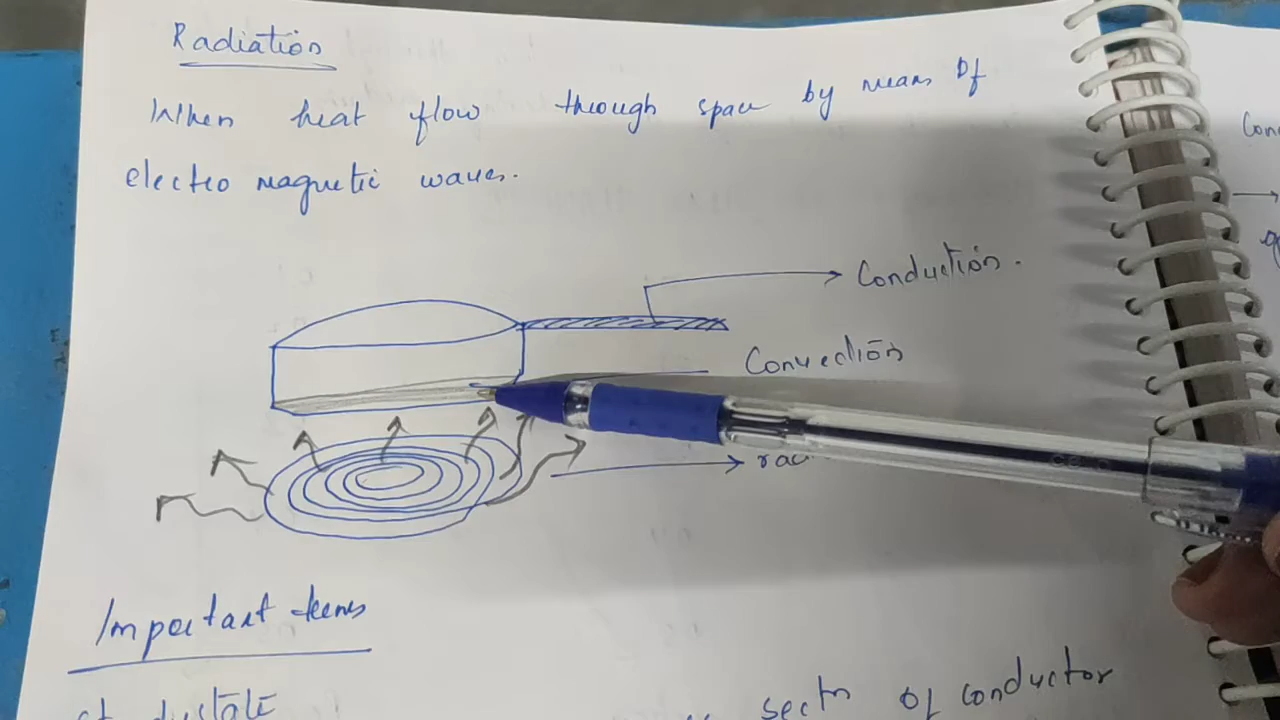 Radiation
When heat flow through space by means of
electro magnetic waves.
Conduction.
Convection
Important terms
sectn of conductor